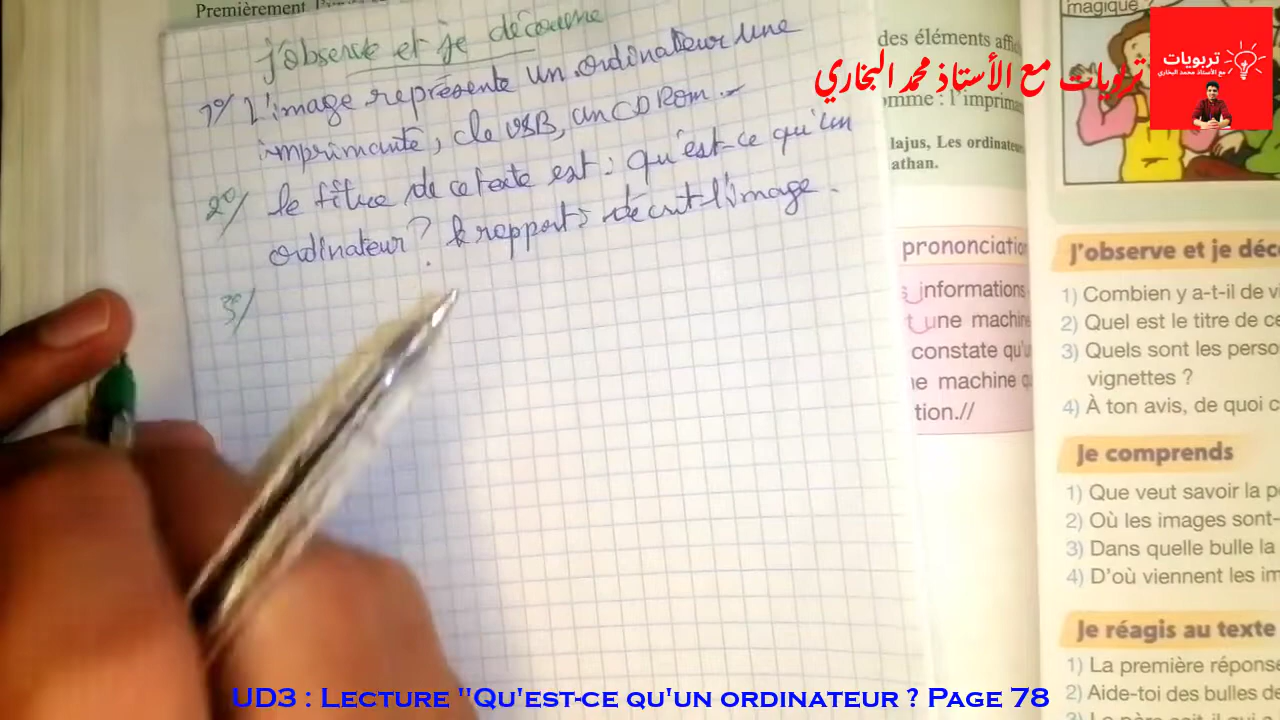 Premièrement
j'observe et je découvre
1°/ L'image représente un ordinateur une
imprimante, cle USB, un CD Rom.
2°/ le titre de ce texte est : qu'est-ce qu'un
ordinateur? le rapport : décrit l'image.
3°/
des éléments
omme : l'imprimar
lajus, Les ordinateu
athan.
prononciation
s informations
t une machine
constate qu'u
ne machine q
tion.//
magique ?
تربويات
مع الأستاذ محمد البخاري
تربويات مع الأستاذ محمد البخاري
J'observe et je déc
1) Combien y a-t-il de vi
2) Quel est le titre de ce
3) Quels sont les perso
vignettes ?
4) À ton avis, de quoi
Je comprends
1) Que veut savoir la p
2) Où les images sont-
3) Dans quelle bulle la
4) D'où viennent les im
Je réagis au texte
1) La première réponse
2) Aide-toi des bulles de
UD3 : Lecture "Qu'est-ce qu'un ordinateur ? Page 78